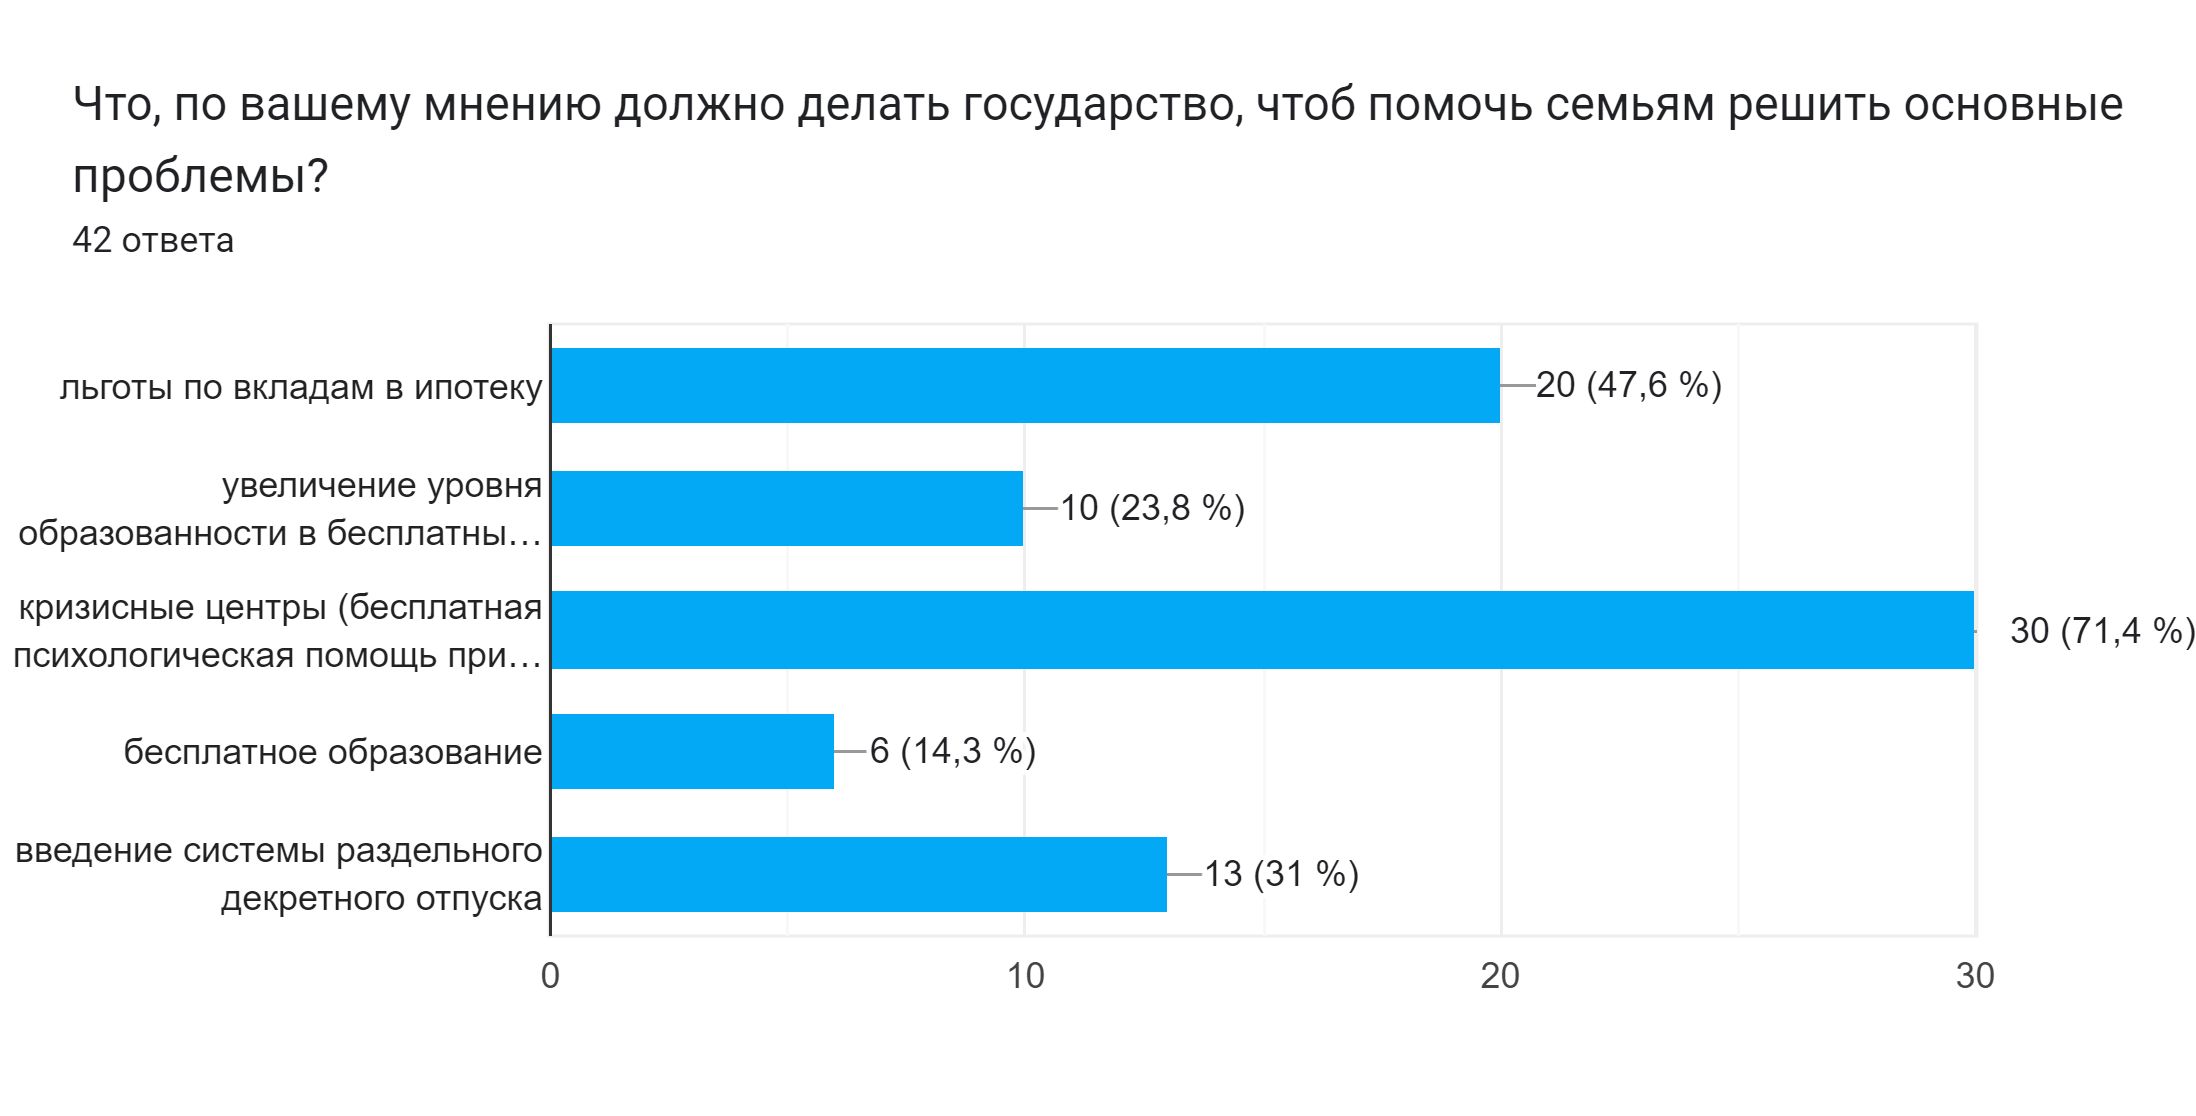 Что, по вашему мнению должно делать государство, чтоб помочь семьям решить основные
проблемы?
42 ответа
льготы по вкладам в ипотеку
20 (47,6 %)
увеличение уровня
образованности в бесплатны…
10 (23,8 %)
кризисные центры (бесплатная
психологическая помощь при…
30 (71,4 %)
бесплатное образование
6 (14,3 %)
введение системы раздельного
декретного отпуска
13 (31 %)
0 10 20 30